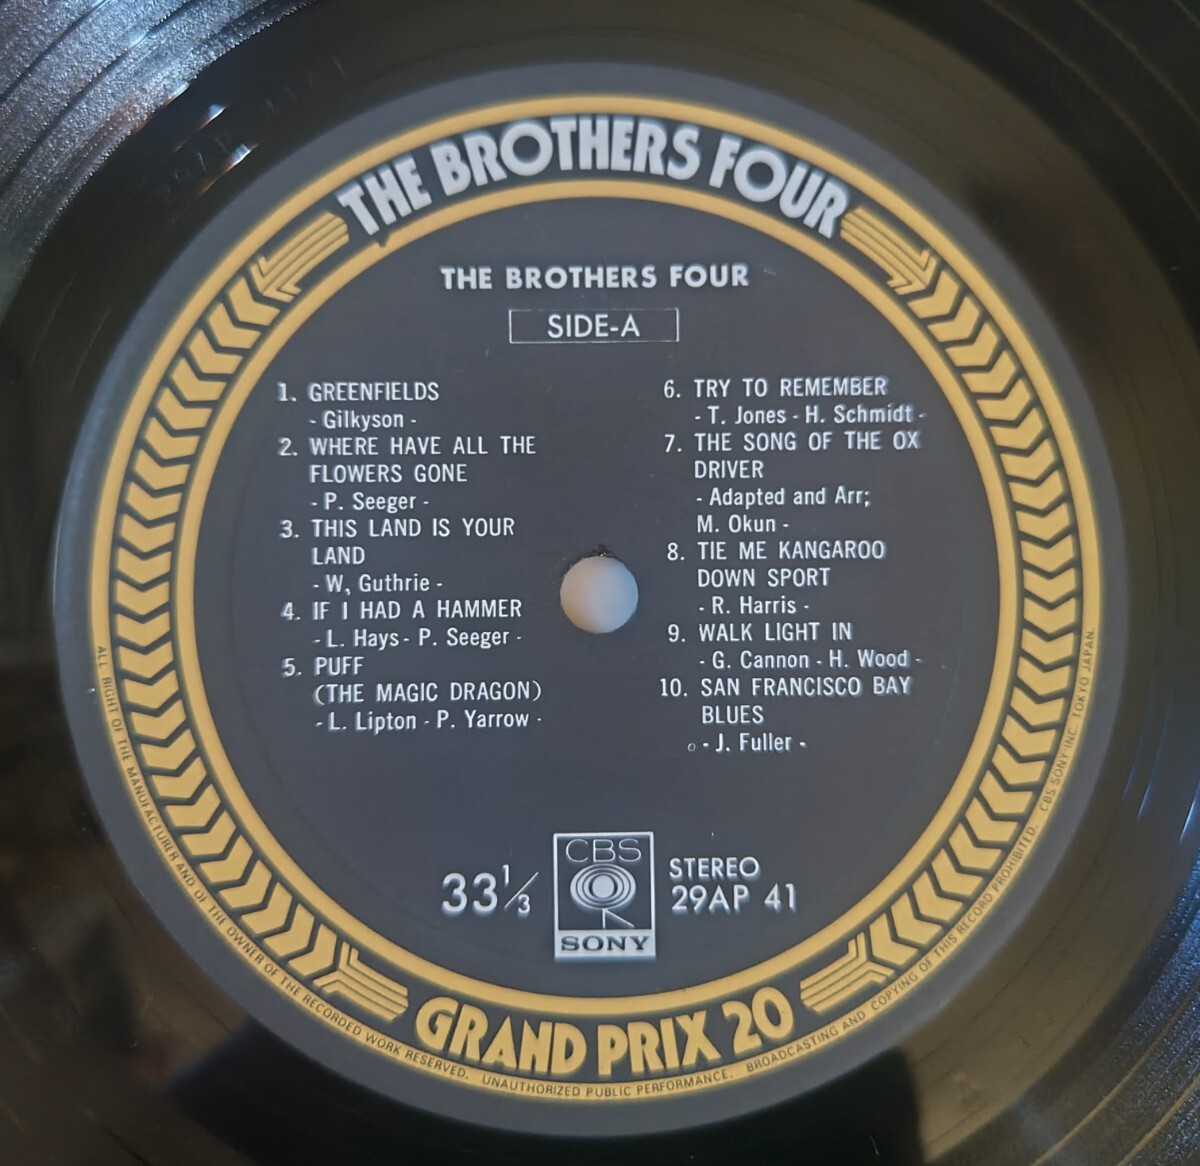 THE BROTHERS FOUR
THE BROTHERS FOUR
SIDE-A
1. GREENFIELDS
- Gilkyson -
2. WHERE HAVE ALL THE
FLOWERS GONE
- P. Seeger -
3. THIS LAND IS YOUR
LAND
- W, Guthrie -
4. IF I HAD A HAMMER
- L. Hays - P. Seeger -
5. PUFF
(THE MAGIC DRAGON)
- L. Lipton - P. Yarrow -
6. TRY TO REMEMBER
- T. Jones - H. Schmidt -
7. THE SONG OF THE OX
DRIVER
- Adapted and Arr;
M. Okun -
8. TIE ME KANGAROO
DOWN SPORT
- R. Harris -
9. WALK LIGHT IN
- G. Cannon - H. Wood -
10. SAN FRANCISCO BAY
BLUES
- J. Fuller -
33 1/3
CBS
SONY
STEREO
29AP 41
GRAND PRIX 20
ALL RIGHT OF THE MANUFACTURER AND OF THE OWNER OF THE RECORDED WORK RESERVED. UNAUTHORIZED PUBLIC PERFORMANCE. BROADCASTING AND COPYING OF THIS RECORD PROHIBITED. CBS SONY INC. TOKYO JAPAN.